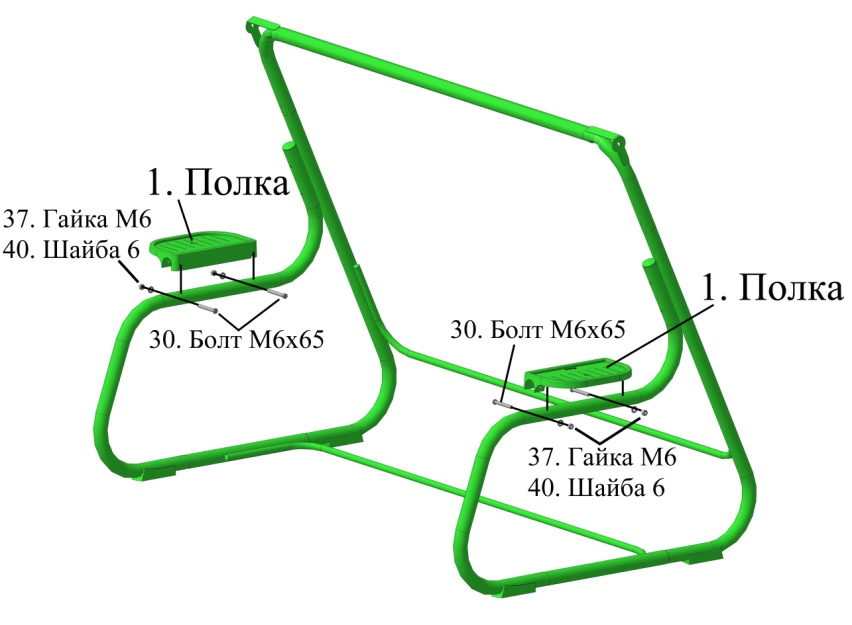 1. Полка
37. Гайка М6
40. Шайба 6
30. Болт М6х65
1. Полка
30. Болт М6х65
37. Гайка М6
40. Шайба 6